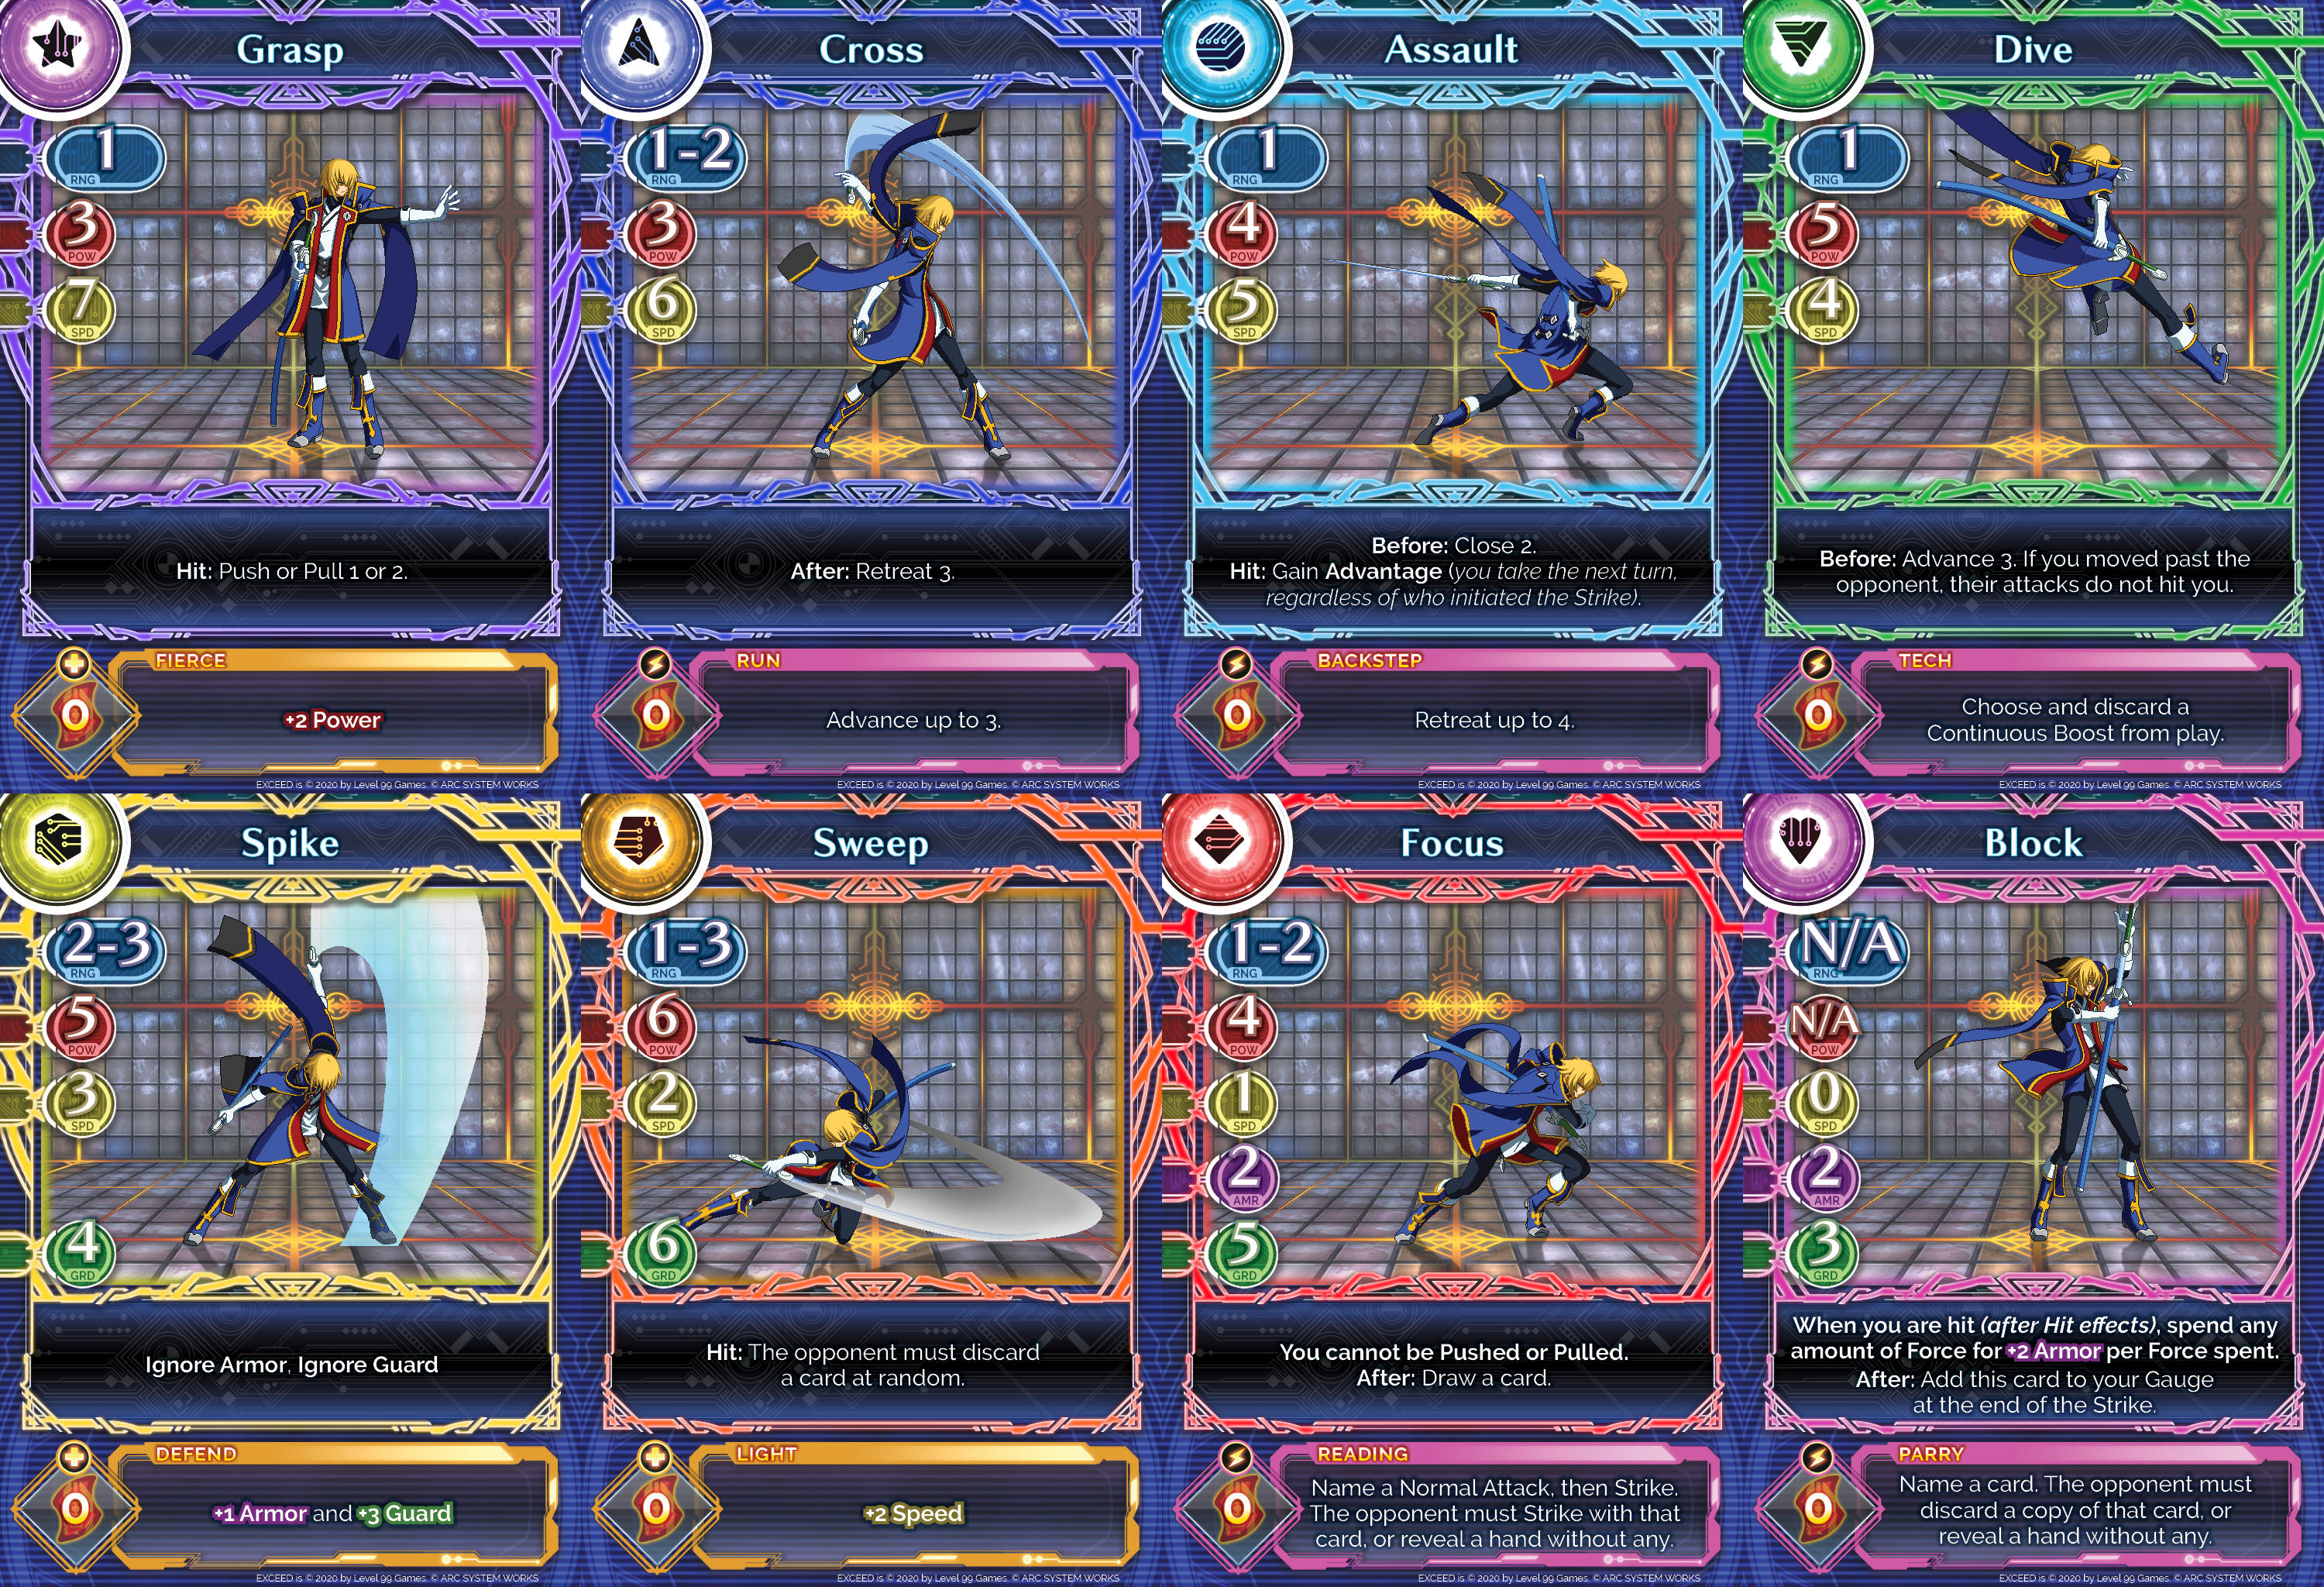 Grasp
1
RNG
3
POW
7
SPD
Hit: Push or Pull 1 or 2.
FIERCE
0
+2 Power
EXCEED is © 2020 by Level 99 Games. © ARC SYSTEM WORKS
Cross
1-2
RNG
3
POW
6
SPD
After: Retreat 3.
RUN
0
Advance up to 3.
EXCEED is © 2020 by Level 99 Games. © ARC SYSTEM WORKS
Assault
1
RNG
4
POW
5
SPD
Before: Close 2.
Hit: Gain Advantage (you take the next turn,
regardless of who initiated the Strike).
BACKSTEP
0
Retreat up to 4.
EXCEED is © 2020 by Level 99 Games. © ARC SYSTEM WORKS
Dive
1
RNG
5
POW
4
SPD
Before: Advance 3. If you moved past the
opponent, their attacks do not hit you.
TECH
0
Choose and discard a
Continuous Boost from play.
EXCEED is © 2020 by Level 99 Games. © ARC SYSTEM WORKS
Spike
2-3
RNG
5
POW
3
SPD
4
GRD
Ignore Armor, Ignore Guard
DEFEND
0
+1 Armor and +3 Guard
EXCEED is © 2020 by Level 99 Games. © ARC SYSTEM WORKS
Sweep
1-3
RNG
6
POW
2
SPD
6
GRD
Hit: The opponent must discard
a card at random.
LIGHT
0
+2 Speed
EXCEED is © 2020 by Level 99 Games. © ARC SYSTEM WORKS
Focus
1-2
RNG
4
POW
1
SPD
2
AMR
5
GRD
You cannot be Pushed or Pulled.
After: Draw a card.
READING
0
Name a Normal Attack, then Strike.
The opponent must Strike with that
card, or reveal a hand without any.
EXCEED is © 2020 by Level 99 Games. © ARC SYSTEM WORKS
Block
N/A
RNG
N/A
POW
0
SPD
2
AMR
3
GRD
When you are hit (after Hit effects), spend any
amount of Force for +2 Armor per Force spent.
After: Add this card to your Gauge
at the end of the Strike.
PARRY
0
Name a card. The opponent must
discard a copy of that card, or
reveal a hand without any.
EXCEED is © 2020 by Level 99 Games. © ARC SYSTEM WORKS